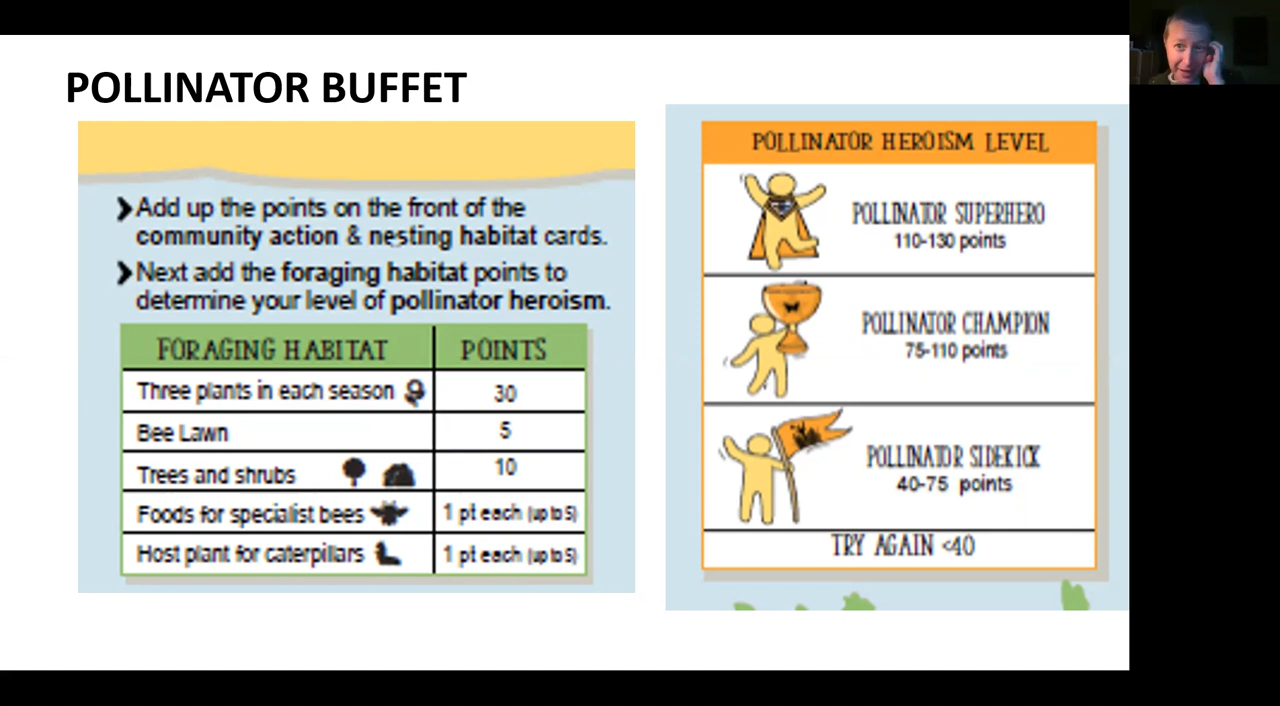 POLLINATOR BUFFET
Add up the points on the front of the
community action & nesting habitat cards.
Next add the foraging habitat points to
determine your level of pollinator heroism.
FORAGING HABITAT POINTS
Three plants in each season 30
Bee Lawn 5
Trees and shrubs 10
Foods for specialist bees 1 pt each (up to 5)
Host plant for caterpillars 1 pt each (up to 5)
POLLINATOR HEROISM LEVEL
POLLINATOR SUPERHERO
110-130 points
POLLINATOR CHAMPION
75-110 points
POLLINATOR SIDEKICK
40-75 points
TRY AGAIN <40